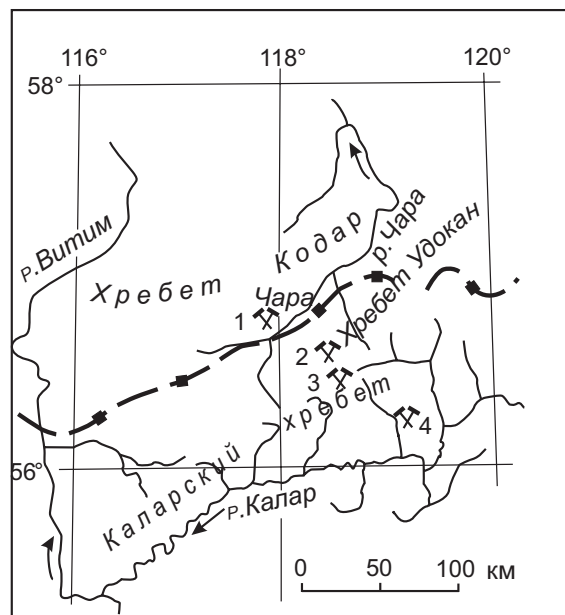 116°
118°
120°
58°
р.Витим
Хребет
Кодар
р. Чара
Хребет Удокан
Чара
1
2
3
хребет
4
56°
Каларский
р.Калар
0 50 100 км